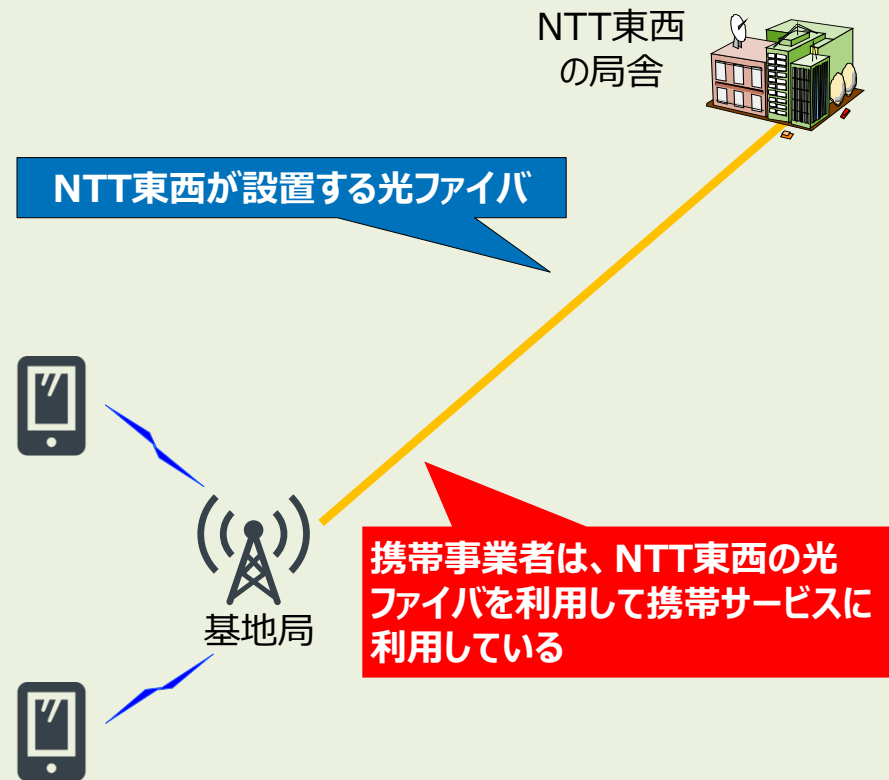 NTT東西
の局舎
NTT東西が設置する光ファイバ
基地局
携帯事業者は、NTT東西の光
ファイバを利用して携帯サービスに
利用している